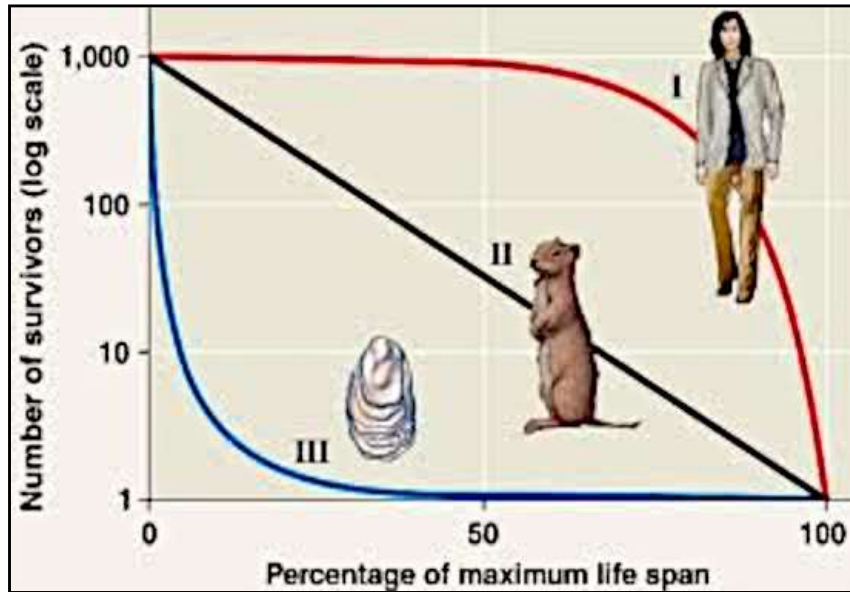 Number of survivors (log scale)
1,000
100
10
1
I
II
III
0
50
100
Percentage of maximum life span